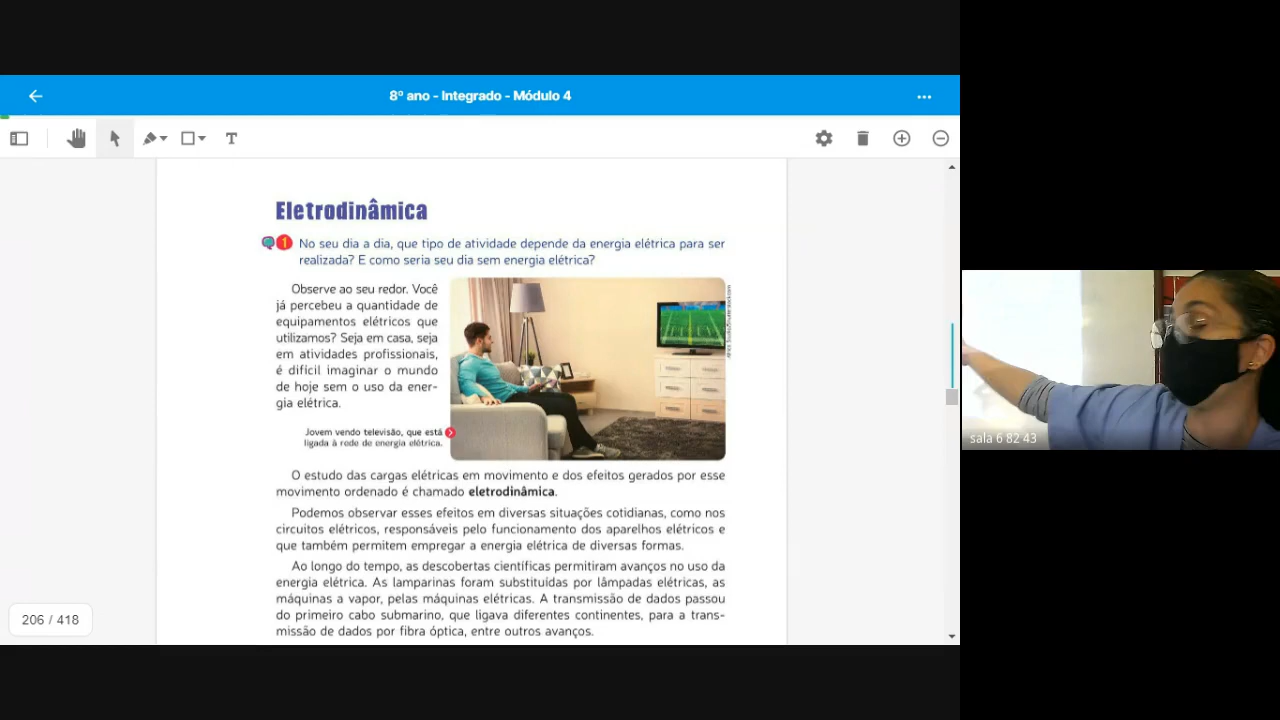 8º ano - Integrado - Módulo 4
T
Eletrodinâmica
1 No seu dia a dia, que tipo de atividade depende da energia elétrica para ser
realizada? E como seria seu dia sem energia elétrica?
Observe ao seu redor. Você
já percebeu a quantidade de
equipamentos elétricos que
utilizamos? Seja em casa, seja
em atividades profissionais,
é difícil imaginar o mundo
de hoje sem o uso da ener-
gia elétrica.
Jovem vendo televisão, que está
ligada à rede de energia elétrica.
O estudo das cargas elétricas em movimento e dos efeitos gerados por esse
movimento ordenado é chamado eletrodinâmica.
Podemos observar esses efeitos em diversas situações cotidianas, como nos
circuitos elétricos, responsáveis pelo funcionamento dos aparelhos elétricos e
que também permitem empregar a energia elétrica de diversas formas.
Ao longo do tempo, as descobertas científicas permitiram avanços no uso da
energia elétrica. As lamparinas foram substituídas por lâmpadas elétricas, as
máquinas a vapor, pelas máquinas elétricas. A transmissão de dados passou
do primeiro cabo submarino, que ligava diferentes continentes, para a trans-
missão de dados por fibra óptica, entre outros avanços.
206 / 418
sala 6 82 43